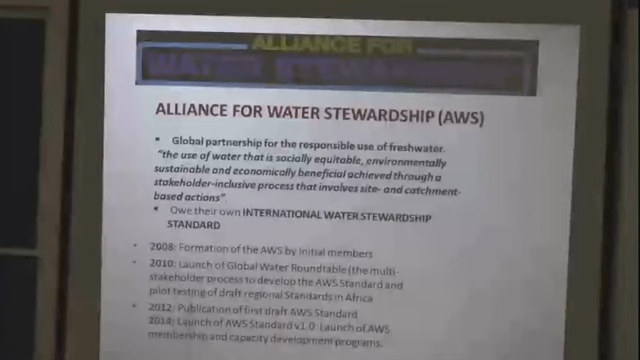 ALLIANCE FOR
WATER STEWARDSHIP
ALLIANCE FOR WATER STEWARDSHIP (AWS)
• Global partnership for the responsible use of freshwater.
"the use of water that is socially equitable, environmentally
sustainable and economically beneficial achieved through a
stakeholder-inclusive process that involves site- and catchment-
based actions"
• Owe their own INTERNATIONAL WATER STEWARDSHIP
STANDARD
• 2008: Formation of the AWS by initial members
• 2010: Launch of Global Water Roundtable (the multi-
stakeholder process to develop the AWS Standard and
pilot testing of draft regional Standards in Africa
• 2012: Publication of first draft AWS Standard
2014: Launch of AWS Standard v1.0. Launch of AWS
membership and capacity development programs.